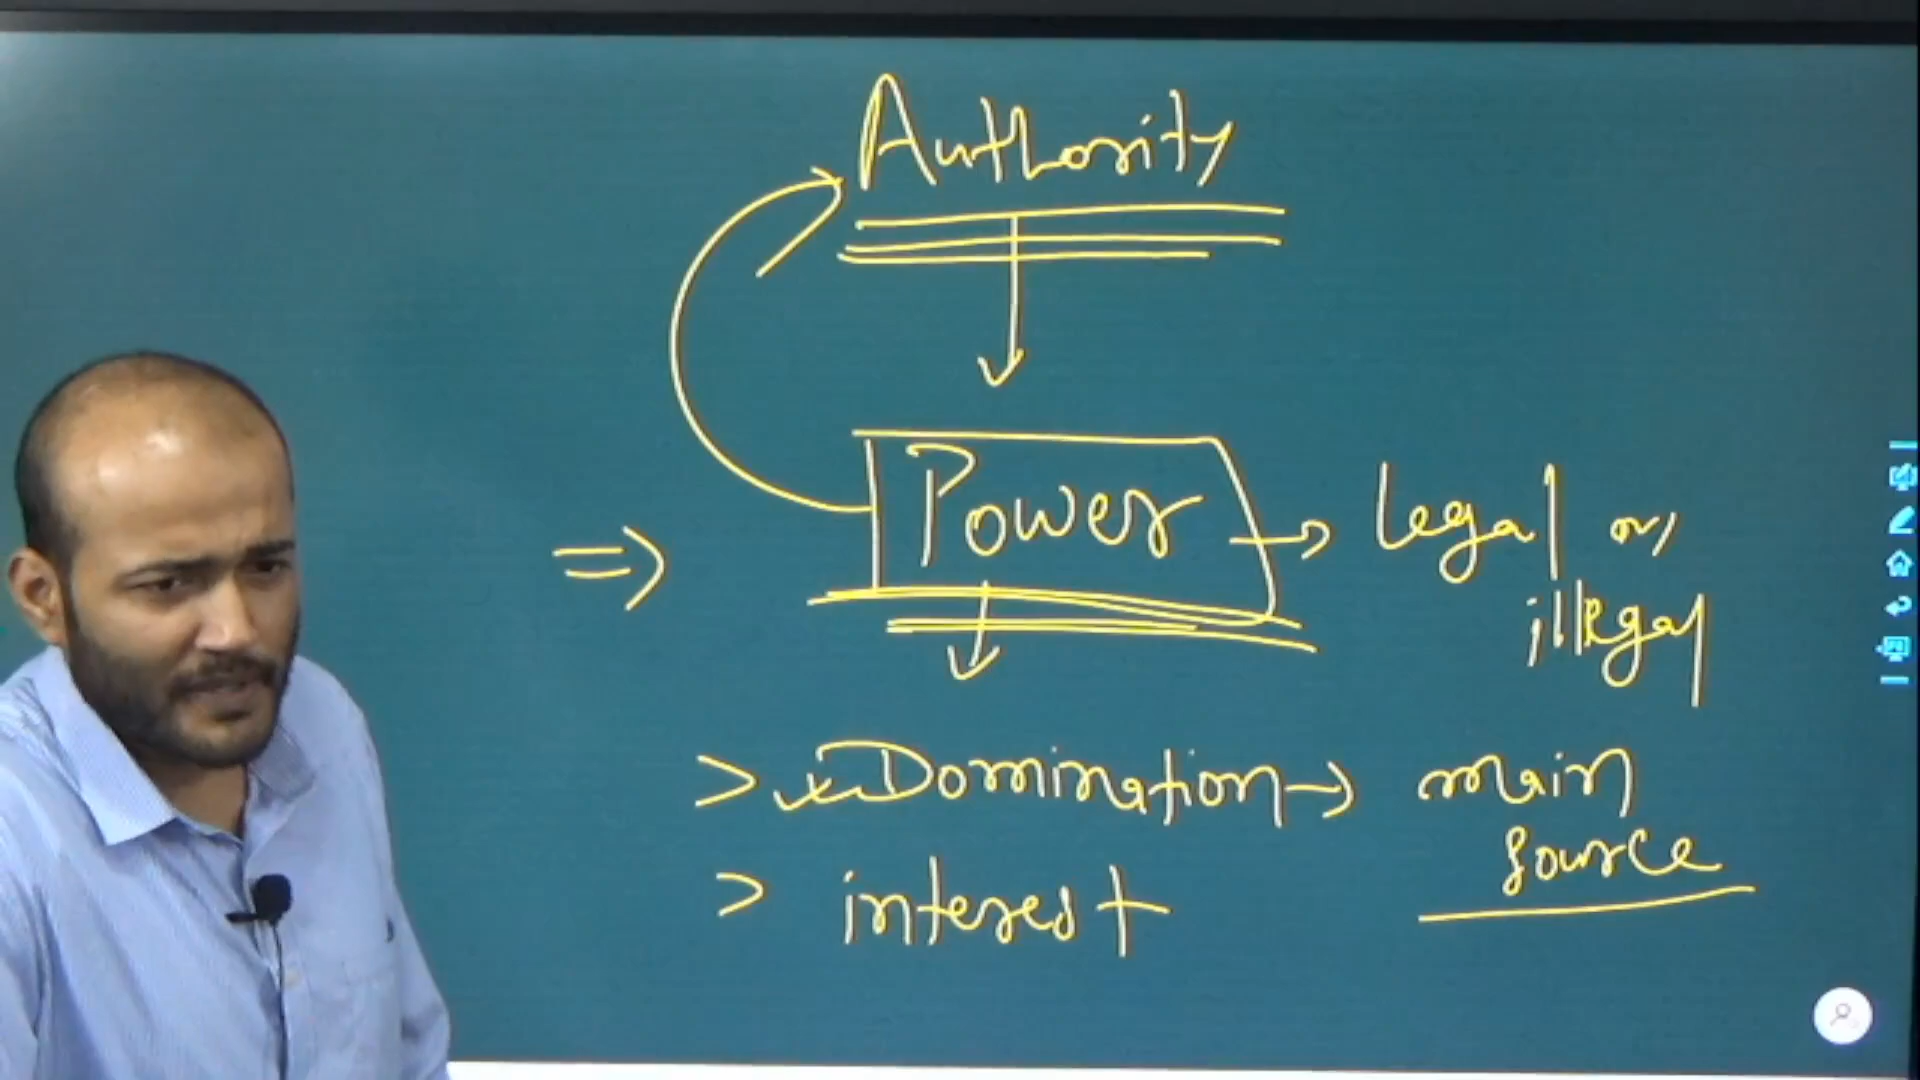 Authority
Power → legal or,
illegal
=>
> Domination → main
source
> interest